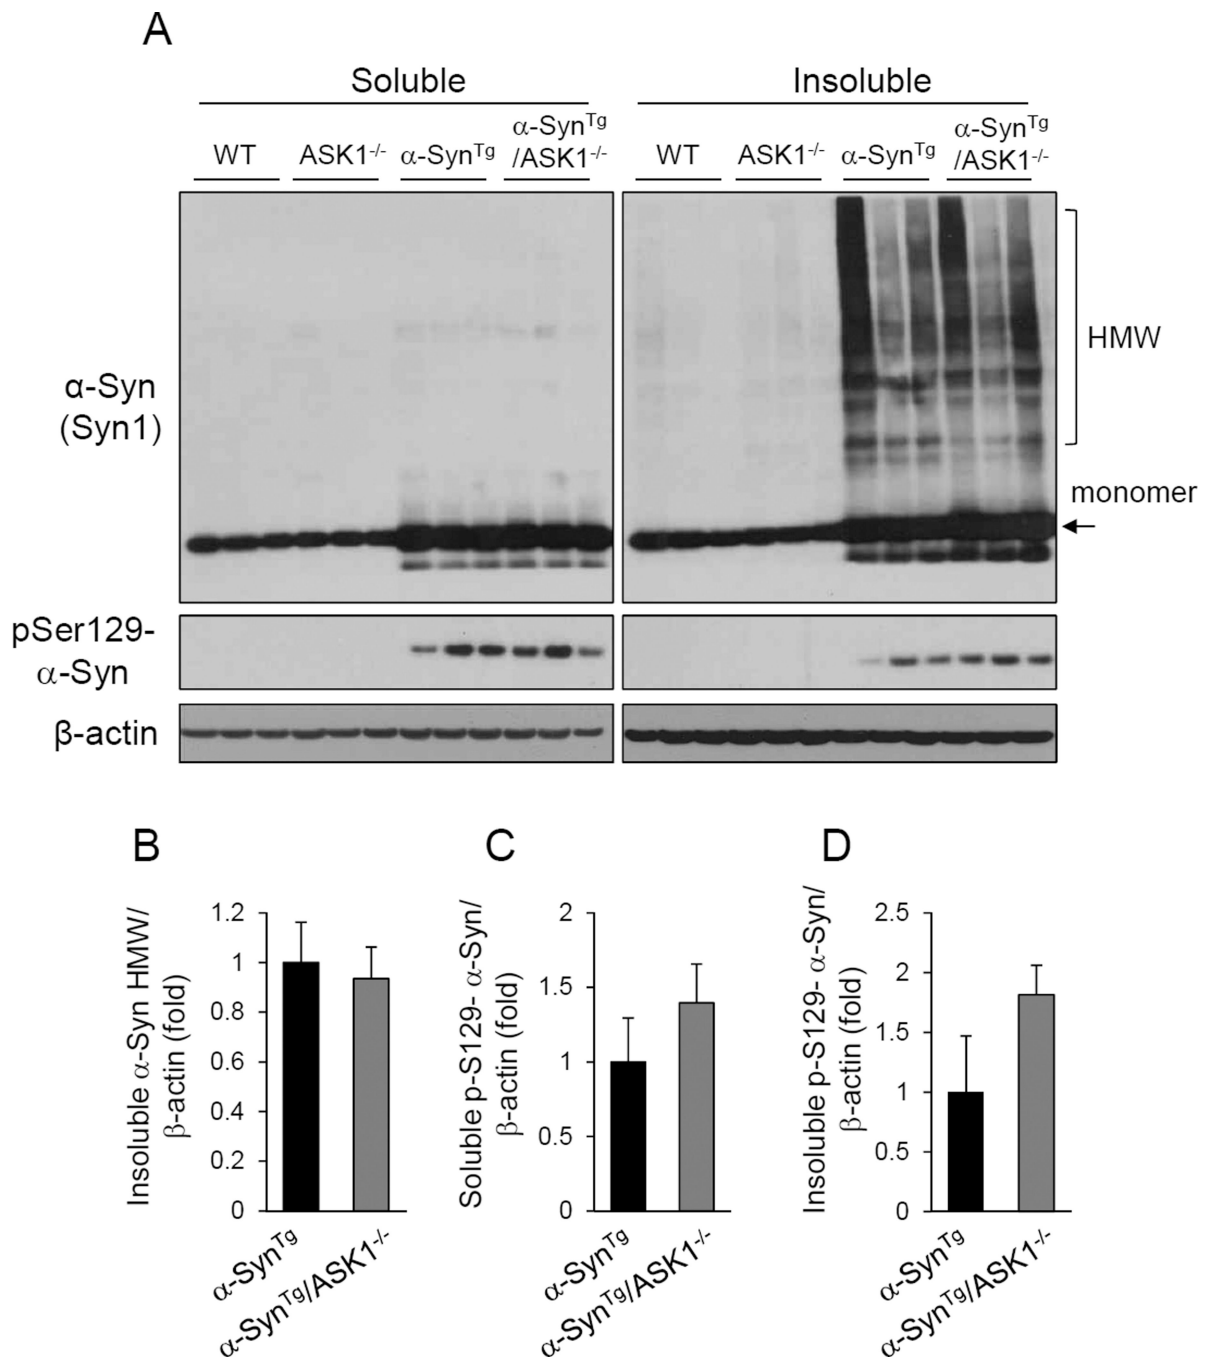 A
Soluble
Insoluble
WT
ASK1-/-
α-SynTg
α-SynTg
/ASK1-/-
WT
ASK1-/-
α-SynTg
α-SynTg
/ASK1-/-
α-Syn
(Syn1)
HMW
monomer
pSer129-
α-Syn
β-actin
B
Insoluble α-Syn HMW/
β-actin (fold)
1.2
1
0.8
0.6
0.4
0.2
0
α-SynTg
α-SynTg/ASK1-/-
C
Soluble p-S129- α-Syn/
β-actin (fold)
2
1.5
1
0.5
0
α-SynTg
α-SynTg/ASK1-/-
D
Insoluble p-S129- α-Syn/
β-actin (fold)
2.5
2
1.5
1
0.5
0
α-SynTg
α-SynTg/ASK1-/-